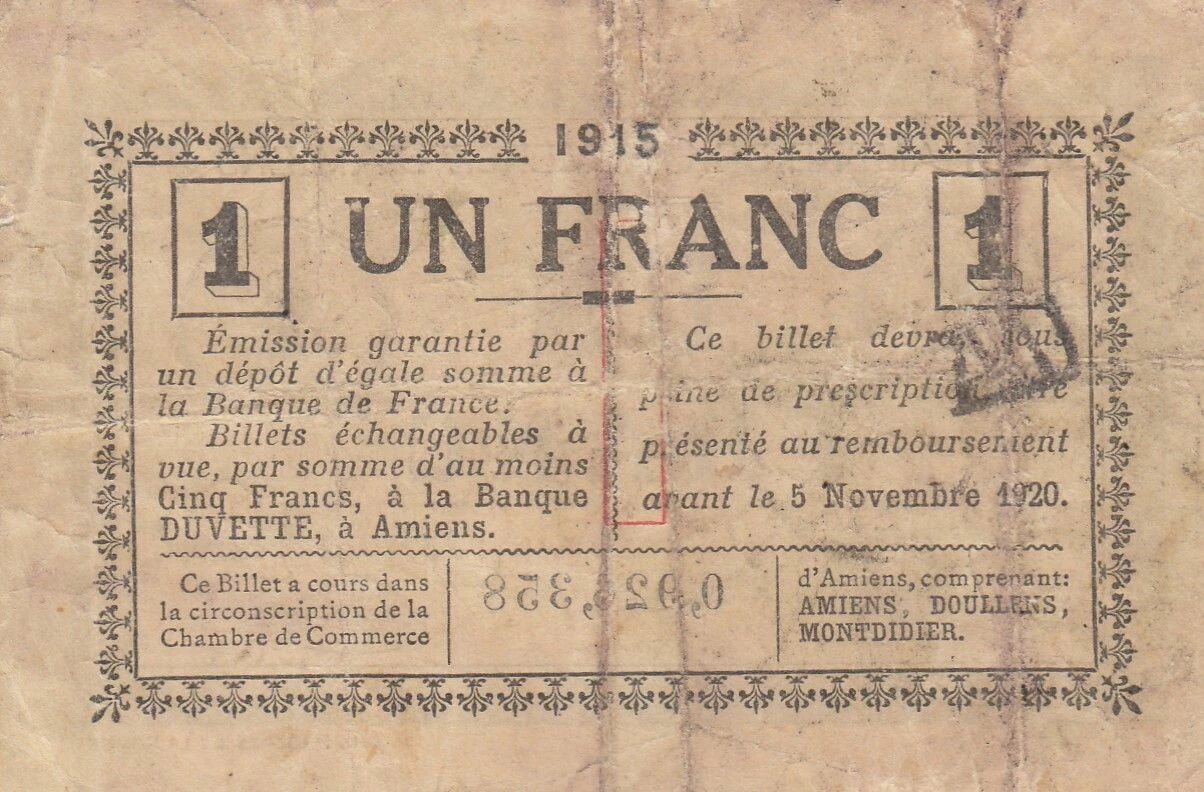 1915
1 UN FRANC 1
Émission garantie par
un dépôt d'égale somme à
la Banque de France.
Billets échangeables à
vue, par somme d'au moins
Cinq Francs, à la Banque
DUVETTE, à Amiens.
Ce billet devra, sous
peine de prescription, être
présenté au remboursement
avant le 5 Novembre 1920.
Ce Billet a cours dans
la circonscription de la
Chambre de Commerce
d'Amiens, comprenant:
AMIENS, DOULLENS,
MONTDIDIER.